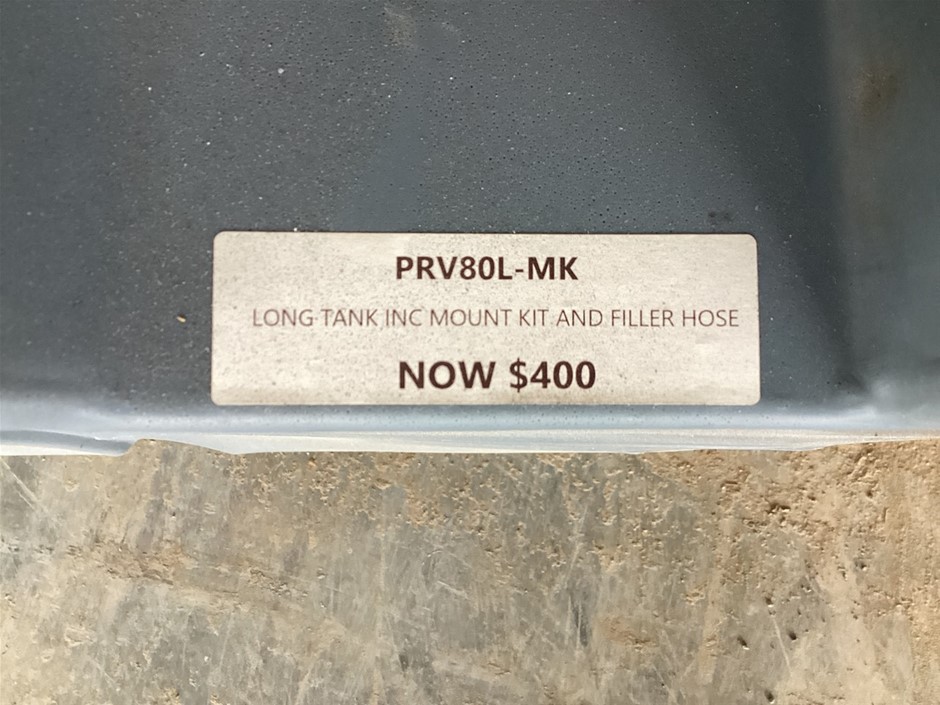 PRV80L-MK
LONG TANK INC MOUNT KIT AND FILLER HOSE
NOW $400